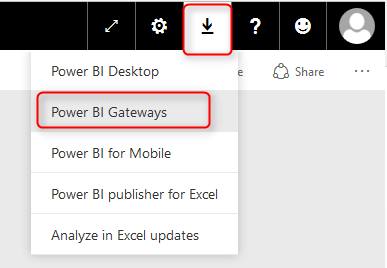 ?
Power BI Desktop
e
Share
...
Power BI Gateways
Power BI for Mobile
Power BI publisher for Excel
Analyze in Excel updates